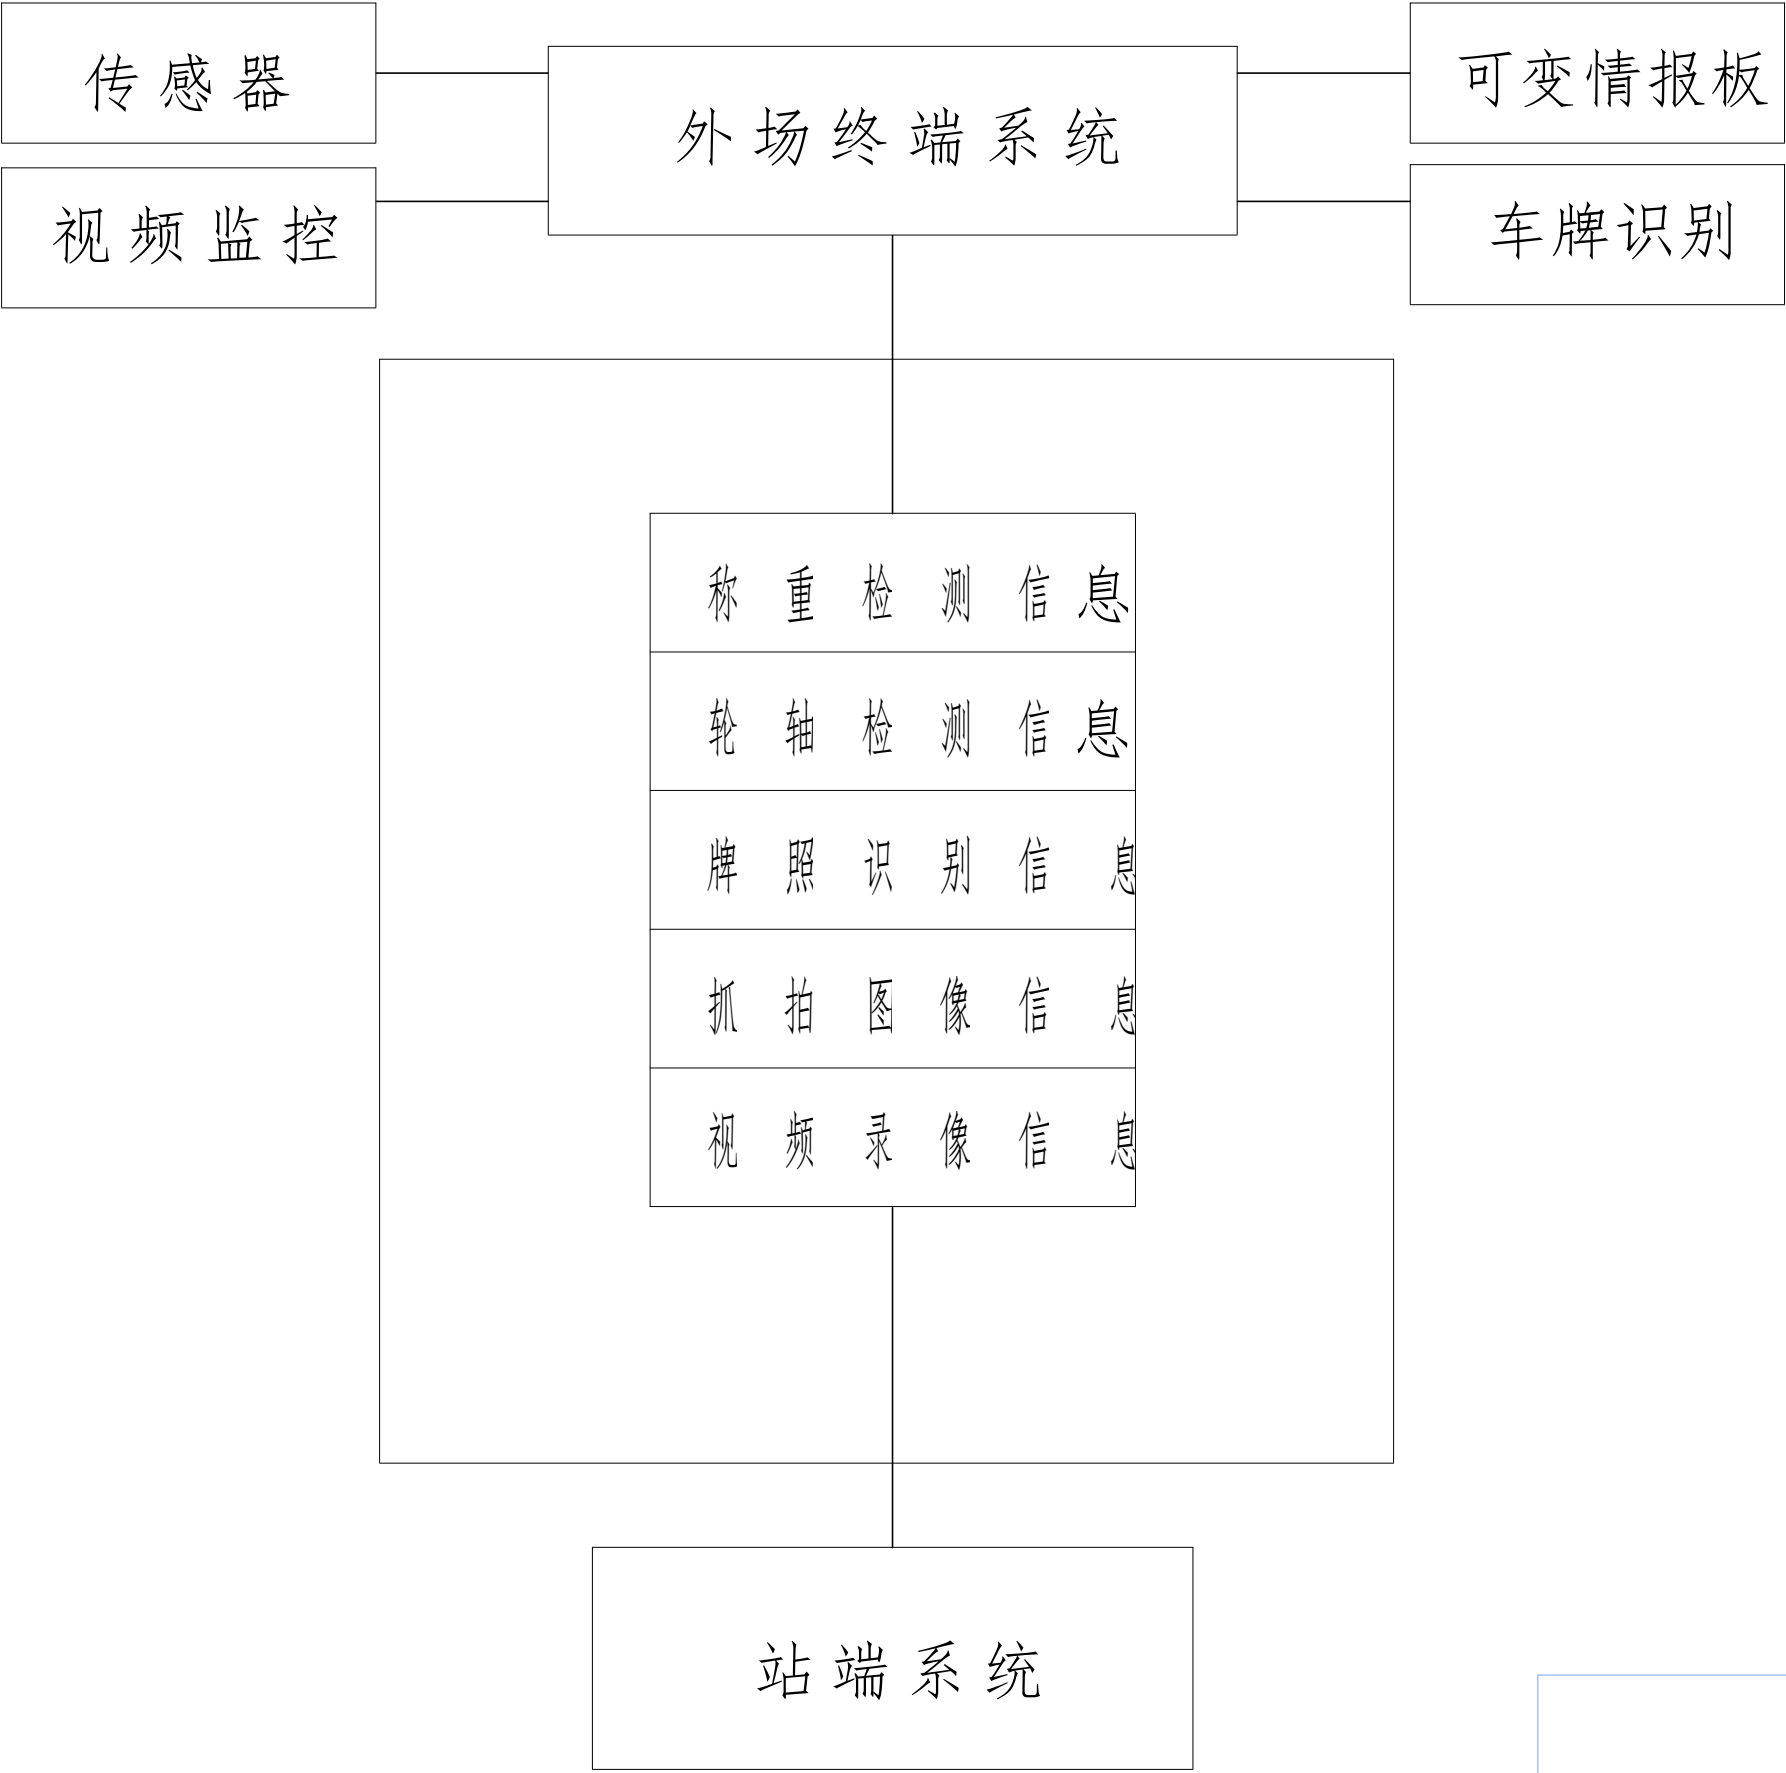 传感器
外场终端系统
可变情报板
视频监控
车牌识别
称重检测信息
轮轴检测信息
牌照识别信息
抓拍图像信息
视频录像信息
站端系统